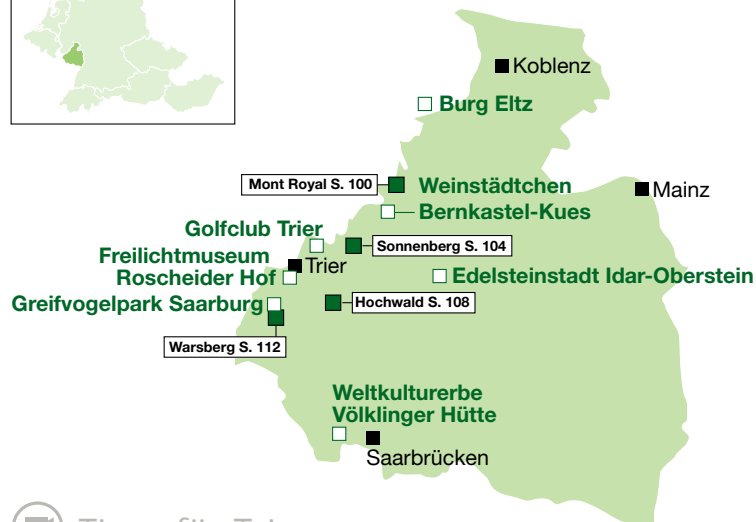 Koblenz
Burg Eltz
Mont Royal S. 100
Weinstädtchen
Bernkastel-Kues
Mainz
Golfclub Trier
Sonnenberg S. 104
Freilichtmuseum
Roscheider Hof
Trier
Edelsteinstadt Idar-Oberstein
Greifvogelpark Saarburg
Hochwald S. 108
Warsberg S. 112
Weltkulturerbe
Völklinger Hütte
Saarbrücken